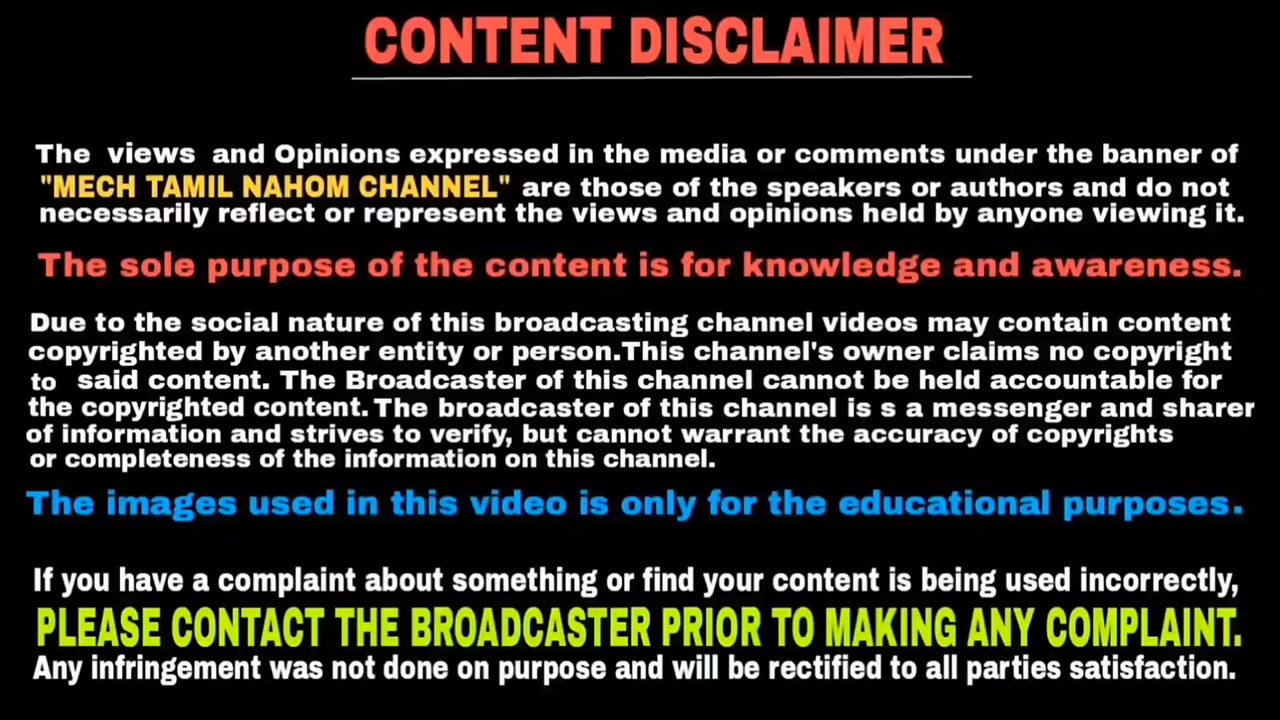 CONTENT DISCLAIMER
The views and Opinions expressed in the media or comments under the banner of
"MECH TAMIL NAHOM CHANNEL" are those of the speakers or authors and do not
necessarily reflect or represent the views and opinions held by anyone viewing it.
The sole purpose of the content is for knowledge and awareness.
Due to the social nature of this broadcasting channel videos may contain content
copyrighted by another entity or person.This channel's owner claims no copyright
to said content. The Broadcaster of this channel cannot be held accountable for
the copyrighted content. The broadcaster of this channel is s a messenger and sharer
of information and strives to verify, but cannot warrant the accuracy of copyrights
or completeness of the information on this channel.
The images used in this video is only for the educational purposes.
If you have a complaint about something or find your content is being used incorrectly,
PLEASE CONTACT THE BROADCASTER PRIOR TO MAKING ANY COMPLAINT.
Any infringement was not done on purpose and will be rectified to all parties satisfaction.